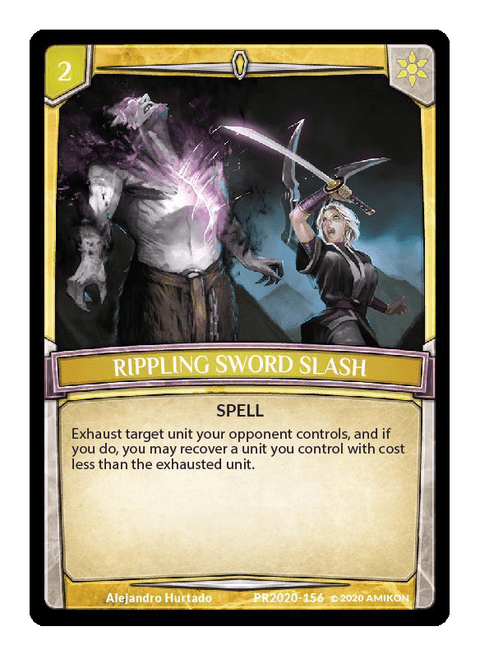 2
RIPPLING SWORD SLASH
SPELL
Exhaust target unit your opponent controls, and if
you do, you may recover a unit you control with cost
less than the exhausted unit.
Alejandro Hurtado PR2020-156 © 2020 AMIKON